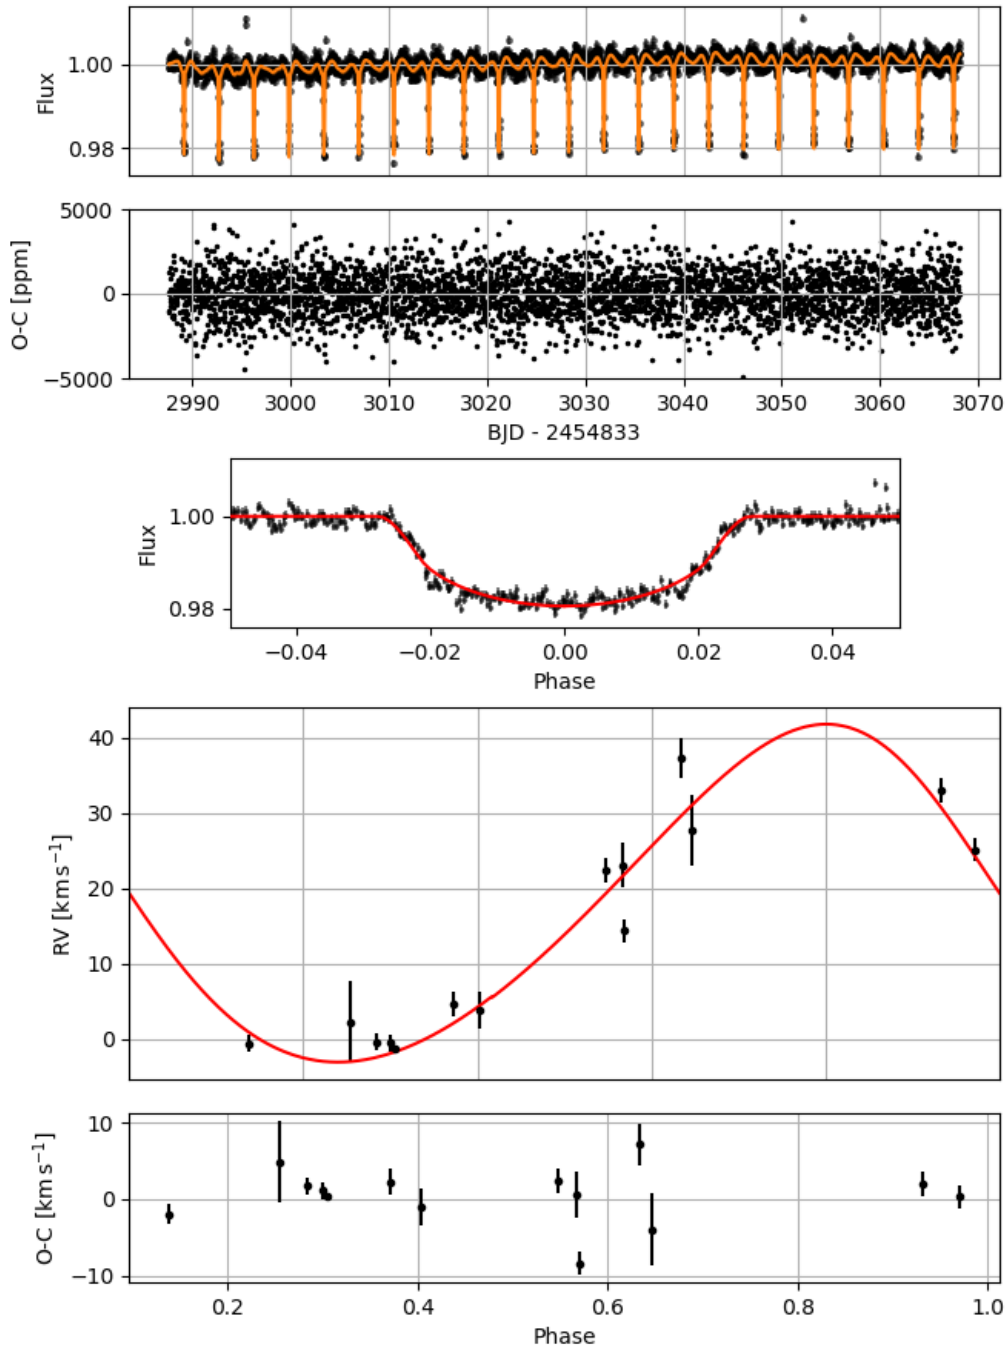 Flux
1.00
0.98
O-C [ppm]
5000
0
−5000
2990 3000 3010 3020 3030 3040 3050 3060 3070
BJD - 2454833
Flux
1.00
0.98
−0.04 −0.02 0.00 0.02 0.04
Phase
RV [km s⁻¹]
40
30
20
10
0
O-C [km s⁻¹]
10
0
−10
0.2 0.4 0.6 0.8 1.0
Phase